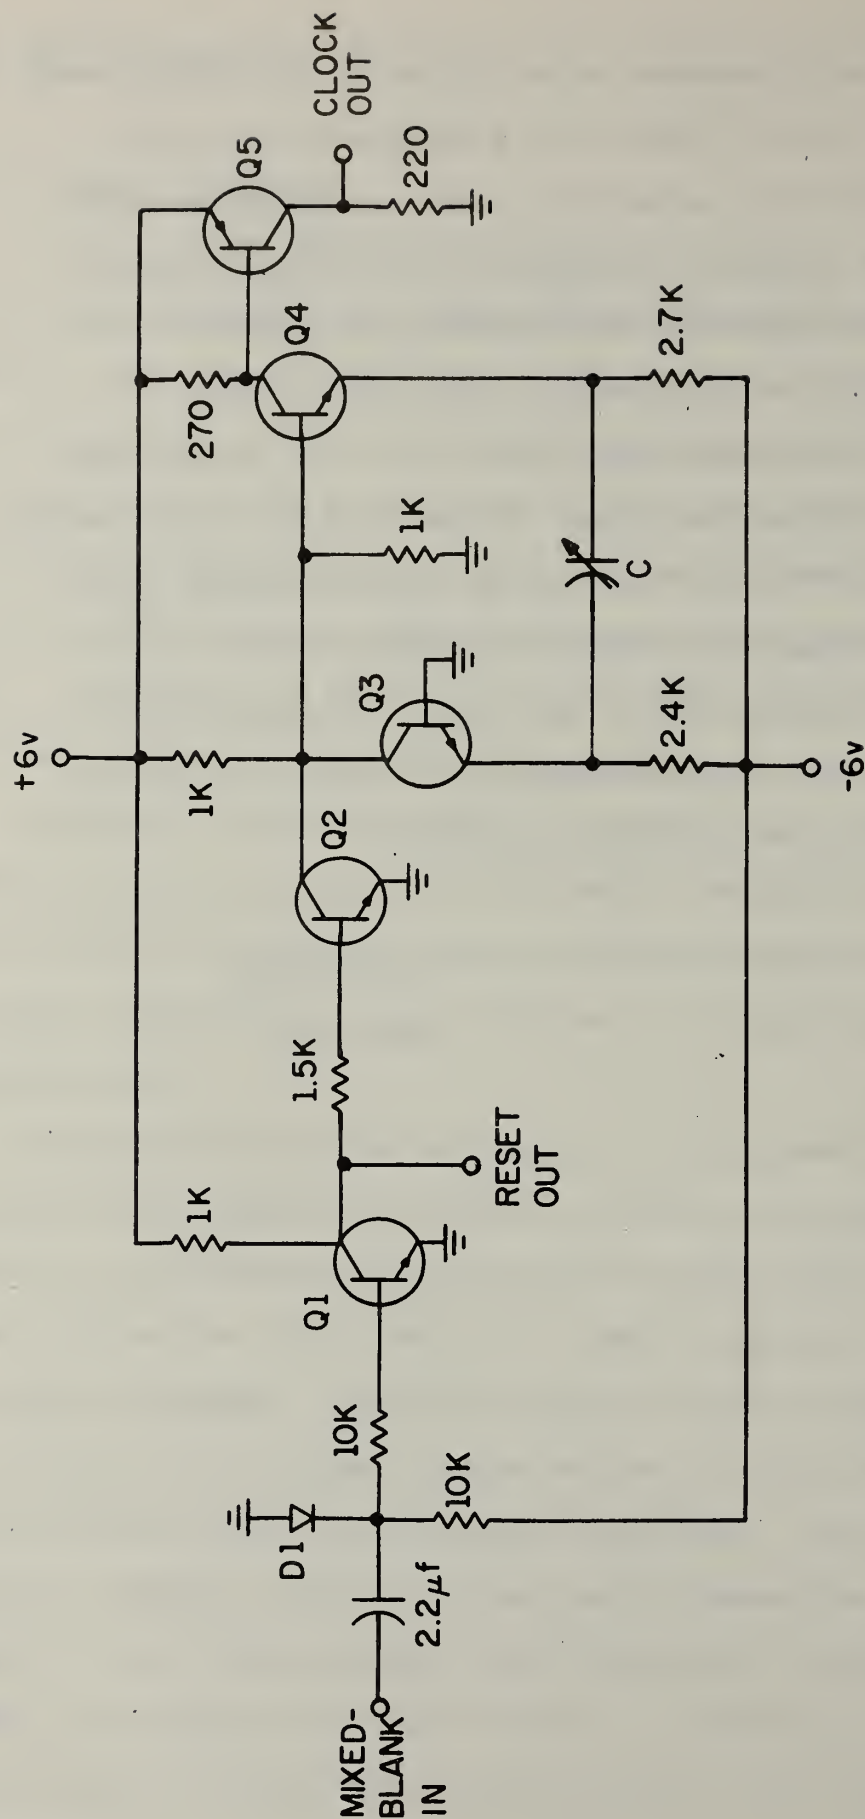 MIXED-
BLANK
IN
2.2µf
D1
10K
10K
Q1
1K
RESET
OUT
1.5K
Q2
+6v
1K
Q3
2.4K
-6v
1K
C
270
Q4
2.7K
Q5
CLOCK
OUT
220